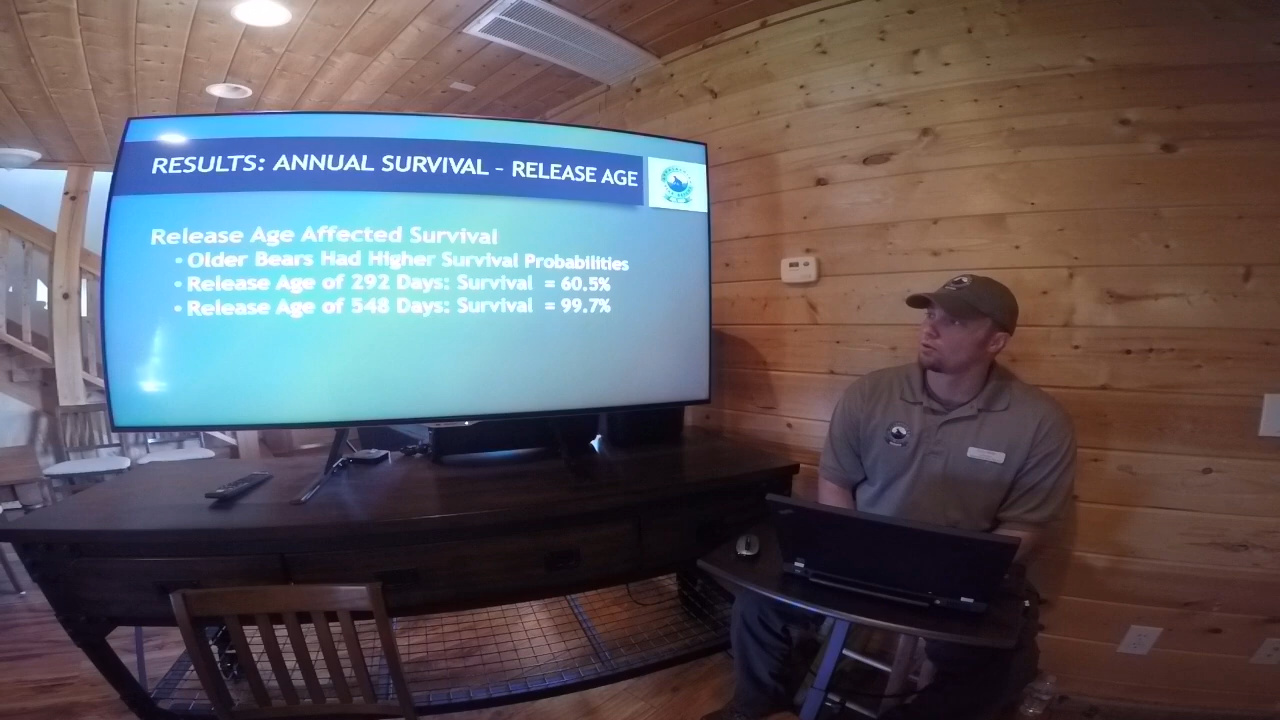 RESULTS: ANNUAL SURVIVAL – RELEASE AGE
Release Age Affected Survival
• Older Bears Had Higher Survival Probabilities
• Release Age of 292 Days: Survival = 60.5%
• Release Age of 548 Days: Survival = 99.7%